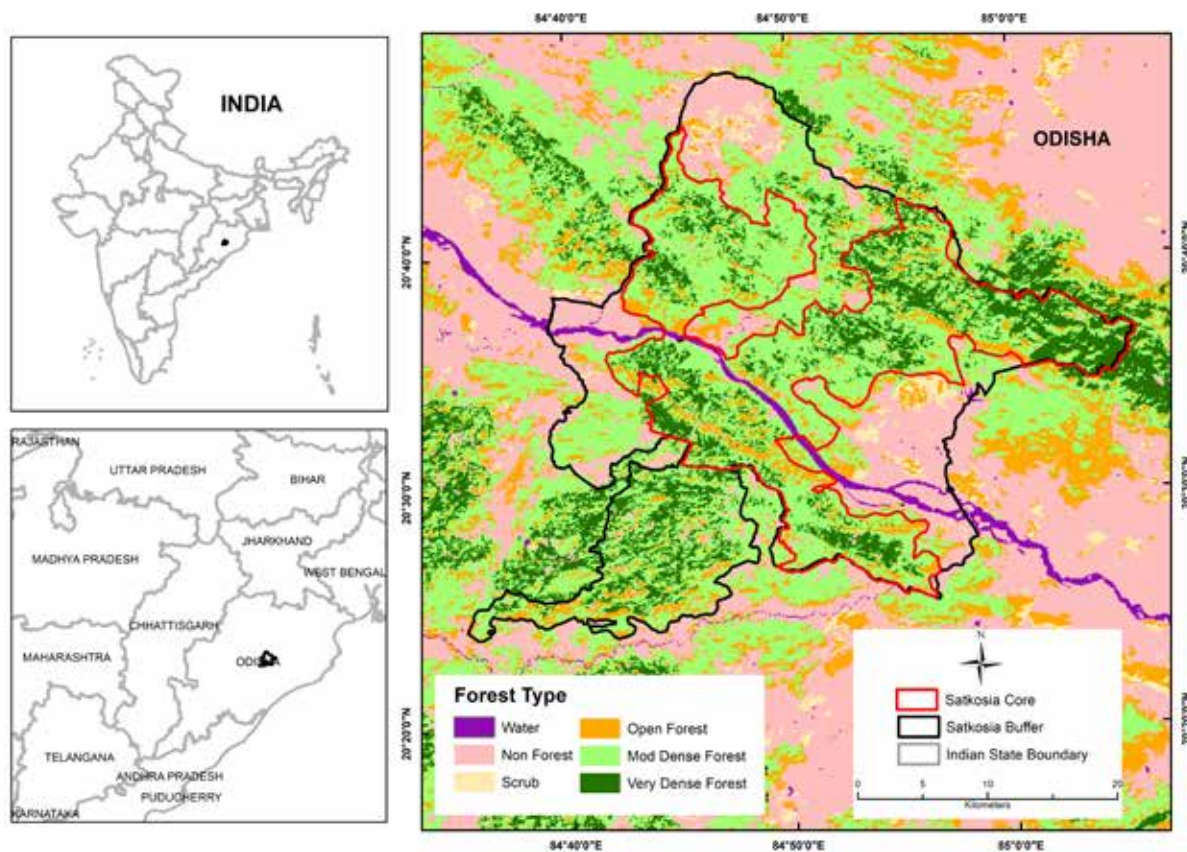 84°40'0"E 84°50'0"E 85°0'0"E
INDIA
ODISHA
20°40'0"N
20°30'0"N
20°20'0"N
RAJASTHAN
UTTAR PRADESH
BIHAR
JHARKHAND
MADHYA PRADESH
WEST BENGAL
CHHATTISGARH
MAHARASHTRA
ODISHA
TELANGANA
ANDHRA PRADESH
PUDUCHERRY
KARNATAKA
Forest Type
Water
Non Forest
Scrub
Open Forest
Mod Dense Forest
Very Dense Forest
N
Satkosia Core
Satkosia Buffer
Indian State Boundary
0 5 10 20
Kilometers
84°40'0"E 84°50'0"E 85°0'0"E